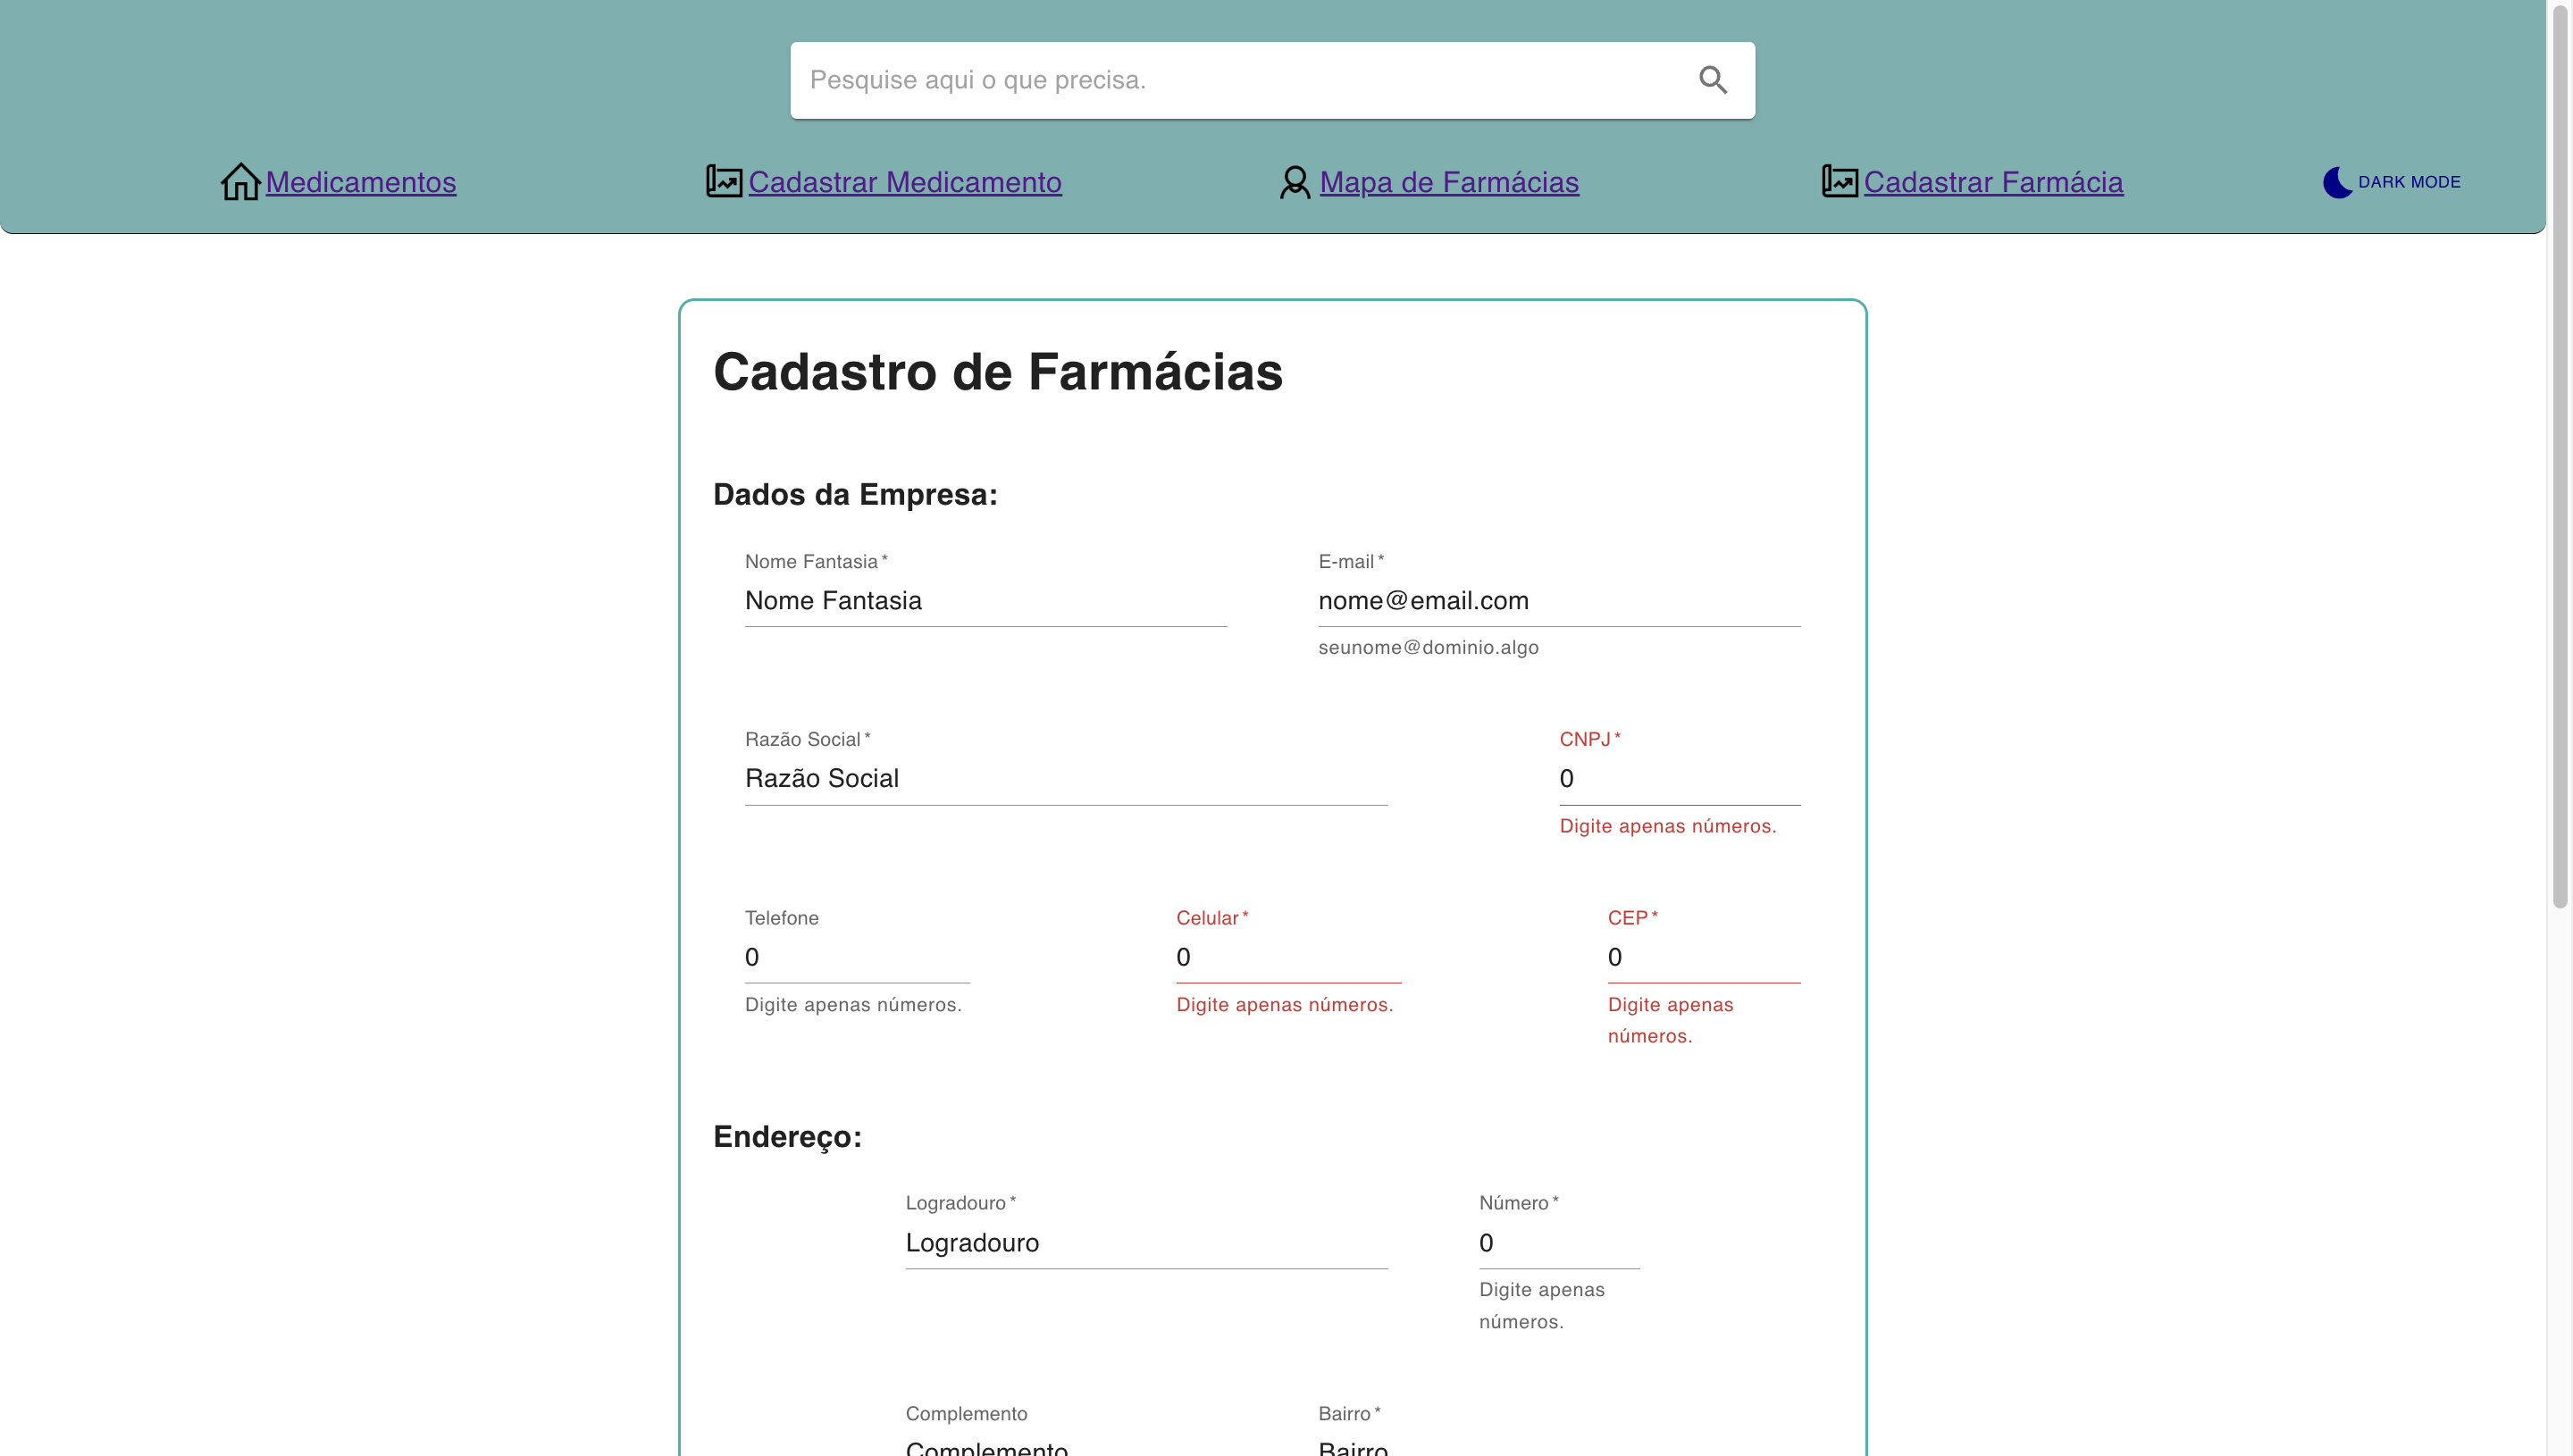 Pesquise aqui o que precisa.
Medicamentos
Cadastrar Medicamento
Mapa de Farmácias
Cadastrar Farmácia
DARK MODE
Cadastro de Farmácias
Dados da Empresa:
Nome Fantasia *
Nome Fantasia
E-mail *
nome@email.com
seunome@dominio.algo
Razão Social *
Razão Social
CNPJ *
0
Digite apenas números.
Telefone
0
Digite apenas números.
Celular *
0
Digite apenas números.
CEP *
0
Digite apenas
números.
Endereço:
Logradouro *
Logradouro
Número *
0
Digite apenas
números.
Complemento
Complemento
Bairro *
Bairro